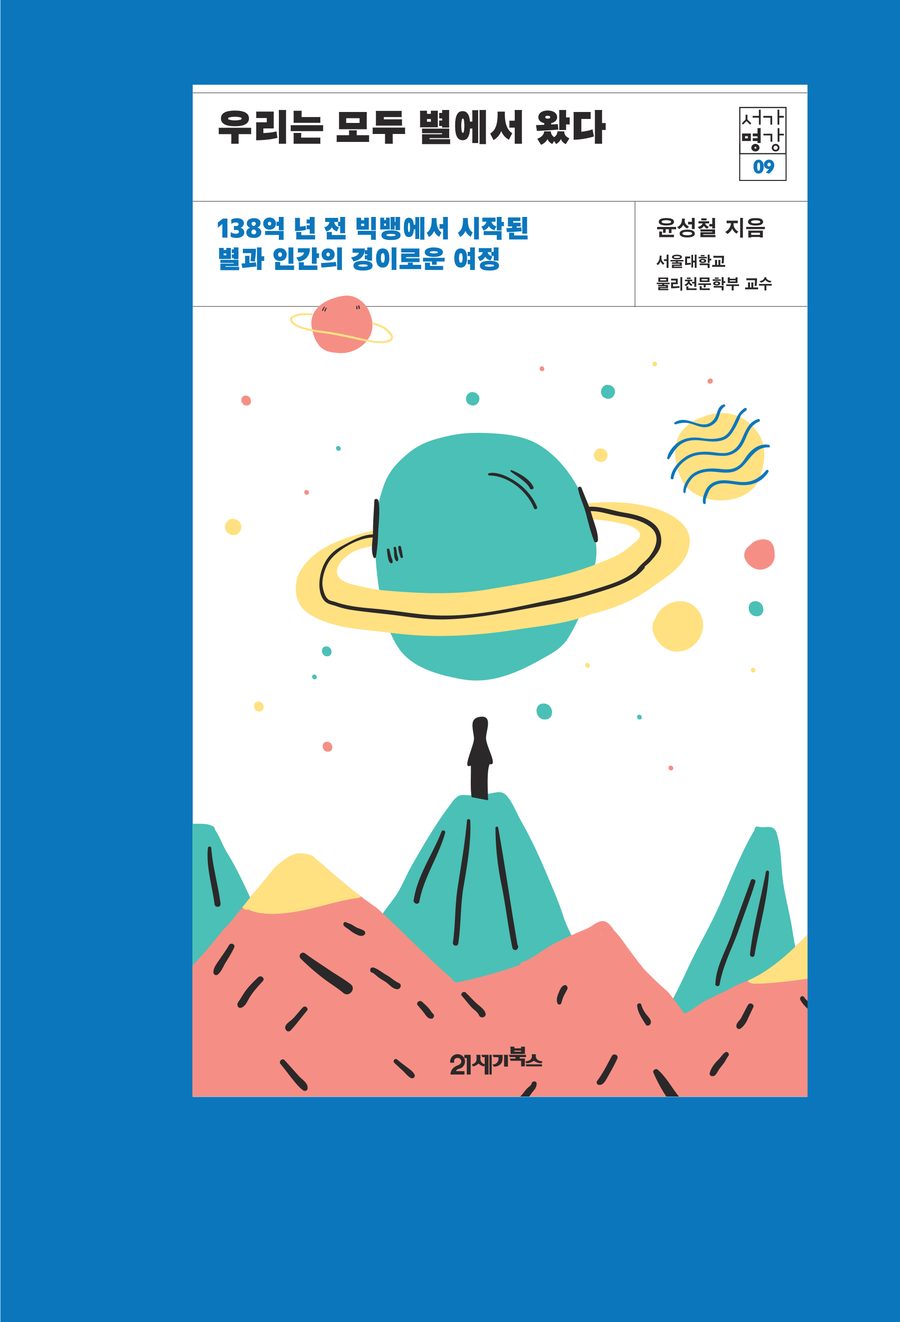 우리는 모두 별에서 왔다
서가
명강
09
138억 년 전 빅뱅에서 시작된
별과 인간의 경이로운 여정
윤성철 지음
서울대학교
물리천문학부 교수
21세기북스